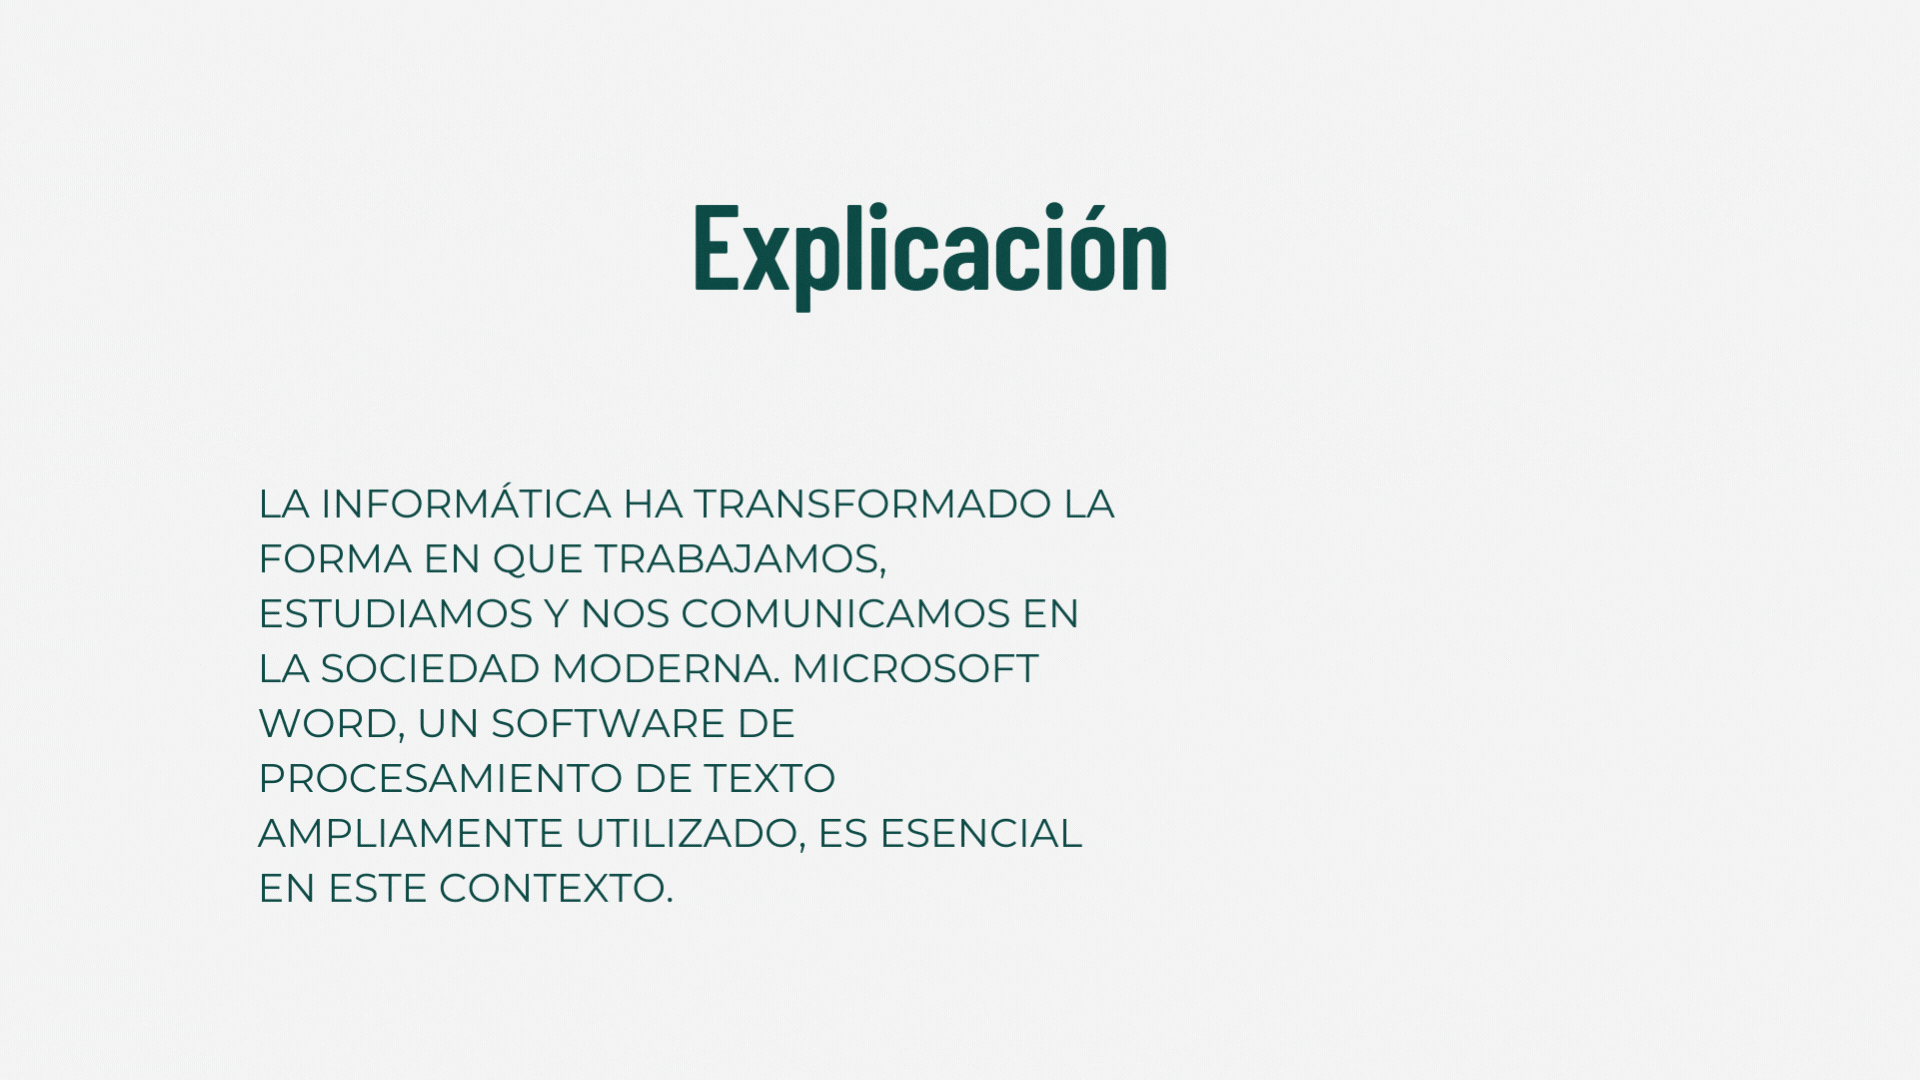 Explicación
LA INFORMÁTICA HA TRANSFORMADO LA
FORMA EN QUE TRABAJAMOS,
ESTUDIAMOS Y NOS COMUNICAMOS EN
LA SOCIEDAD MODERNA. MICROSOFT
WORD, UN SOFTWARE DE
PROCESAMIENTO DE TEXTO
AMPLIAMENTE UTILIZADO, ES ESENCIAL
EN ESTE CONTEXTO.